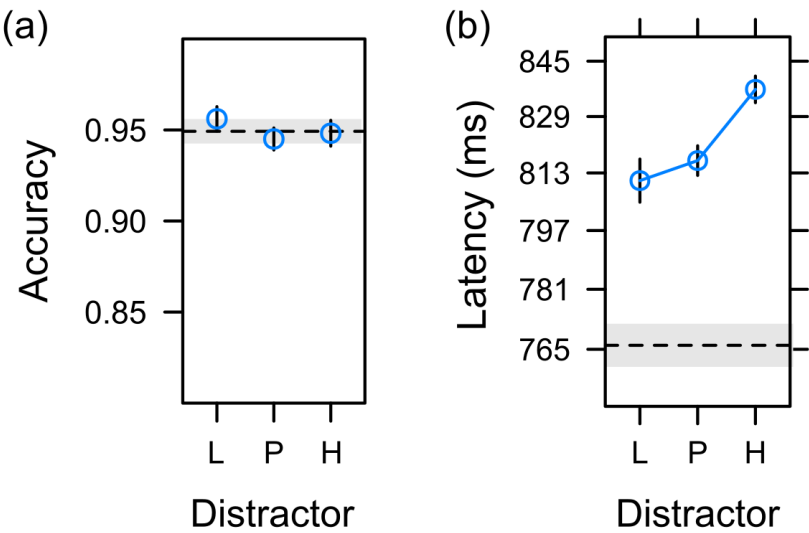 (a)
Accuracy
0.95
0.90
0.85
L P H
Distractor
(b)
Latency (ms)
845
829
813
797
781
765
L P H
Distractor